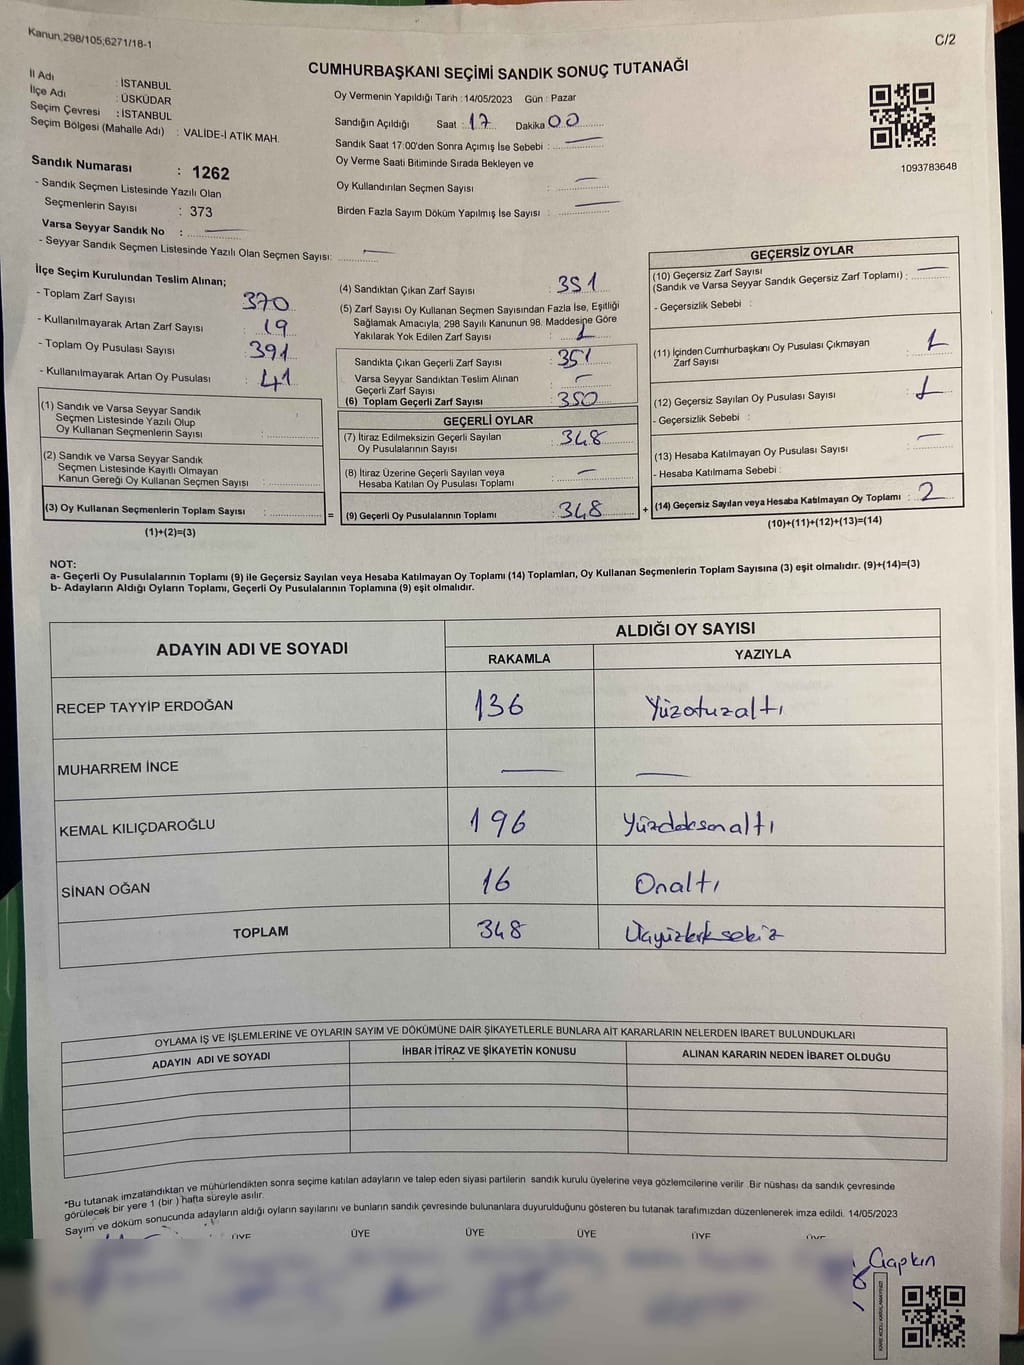 Kanun:298/105;6271/18-1
C/2
CUMHURBAŞKANI SEÇİMİ SANDIK SONUÇ TUTANAĞI
İl Adı : İSTANBUL
İlçe Adı : ÜSKÜDAR
Seçim Çevresi : İSTANBUL
Seçim Bölgesi (Mahalle Adı) : VALİDE-İ ATİK MAH.
Oy Vermenin Yapıldığı Tarih : 14/05/2023 Gün : Pazar
Sandığın Açıldığı Saat : 17 Dakika 00
Sandık Saat 17:00'den Sonra Açımış İse Sebebi : —
Oy Verme Saati Bitiminde Sırada Bekleyen ve
Oy Kullandırılan Seçmen Sayısı : —
Birden Fazla Sayım Döküm Yapılmış İse Sayısı : —
1093783648
Sandık Numarası : 1262
- Sandık Seçmen Listesinde Yazılı Olan
Seçmenlerin Sayısı : 373
Varsa Seyyar Sandık No : —
- Seyyar Sandık Seçmen Listesinde Yazılı Olan Seçmen Sayısı: —
İlçe Seçim Kurulundan Teslim Alınan;
- Toplam Zarf Sayısı : 370
- Kullanılmayarak Artan Zarf Sayısı : 19
- Toplam Oy Pusulası Sayısı : 391
- Kullanılmayarak Artan Oy Pusulası : 41
(1) Sandık ve Varsa Seyyar Sandık
Seçmen Listesinde Yazılı Olup
Oy Kullanan Seçmenlerin Sayısı :
(2) Sandık ve Varsa Seyyar Sandık
Seçmen Listesinde Kayıtlı Olmayan
Kanun Gereği Oy Kullanan Seçmen Sayısı :
(3) Oy Kullanan Seçmenlerin Toplam Sayısı : =
(1)+(2)=(3)
(4) Sandıktan Çıkan Zarf Sayısı : 351
(5) Zarf Sayısı Oy Kullanan Seçmen Sayısından Fazla İse, Eşitliği
Sağlamak Amacıyla, 298 Sayılı Kanunun 98. Maddesine Göre
Yakılarak Yok Edilen Zarf Sayısı : 1
Sandıkta Çıkan Geçerli Zarf Sayısı : 351
Varsa Seyyar Sandıktan Teslim Alınan
Geçerli Zarf Sayısı : —
(6) Toplam Geçerli Zarf Sayısı : 350
GEÇERLİ OYLAR
(7) İtiraz Edilmeksizin Geçerli Sayılan
Oy Pusulalarının Sayısı : 348
(8) İtiraz Üzerine Geçerli Sayılan veya
Hesaba Katılan Oy Pusulası Toplamı : —
(9) Geçerli Oy Pusulalarının Toplamı : 348 +
GEÇERSİZ OYLAR
(10) Geçersiz Zarf Sayısı
(Sandık ve Varsa Seyyar Sandık Geçersiz Zarf Toplamı) : —
- Geçersizlik Sebebi :
(11) İçinden Cumhurbaşkanı Oy Pusulası Çıkmayan
Zarf Sayısı : 1
(12) Geçersiz Sayılan Oy Pusulası Sayısı : 1
- Geçersizlik Sebebi :
(13) Hesaba Katılmayan Oy Pusulası Sayısı : —
- Hesaba Katılmama Sebebi :
(14) Geçersiz Sayılan veya Hesaba Katılmayan Oy Toplamı : 2
(10)+(11)+(12)+(13)=(14)
NOT:
a- Geçerli Oy Pusulalarının Toplamı (9) ile Geçersiz Sayılan veya Hesaba Katılmayan Oy Toplamı (14) Toplamları, Oy Kullanan Seçmenlerin Toplam Sayısına (3) eşit olmalıdır. (9)+(14)=(3)
b- Adayların Aldığı Oyların Toplamı, Geçerli Oy Pusulalarının Toplamına (9) eşit olmalıdır.
ADAYIN ADI VE SOYADI
ALDIĞI OY SAYISI
RAKAMLA YAZIYLA
RECEP TAYYİP ERDOĞAN 136 Yüzotuzaltı
MUHARREM İNCE — —
KEMAL KILIÇDAROĞLU 196 Yüzdoksanaltı
SİNAN OĞAN 16 Onaltı
TOPLAM 348 Üçyüzkırksekiz
OYLAMA İŞ VE İŞLEMLERİNE VE OYLARIN SAYIM VE DÖKÜMÜNE DAİR ŞİKAYETLERLE BUNLARA AİT KARARLARIN NELERDEN İBARET BULUNDUKLARI
ADAYIN ADI VE SOYADI İHBAR İTİRAZ VE ŞİKAYETİN KONUSU ALINAN KARARIN NEDEN İBARET OLDUĞU
*Bu tutanak imzalandıktan ve mühürlendikten sonra seçime katılan adayların ve talep eden siyasi partilerin sandık kurulu üyelerine veya gözlemcilerine verilir .Bir nüshası da sandık çevresinde
görülecek bir yere 1 (bir ) hafta süreyle asılır.
Sayım ve döküm sonucunda adayların aldığı oyların sayılarını ve bunların sandık çevresinde bulunanlara duyurulduğunu gösteren bu tutanak tarafımızdan düzenlenerek imza edildi. 14/05/2023
ÜYE ÜYE ÜYE ÜYE ÜYE